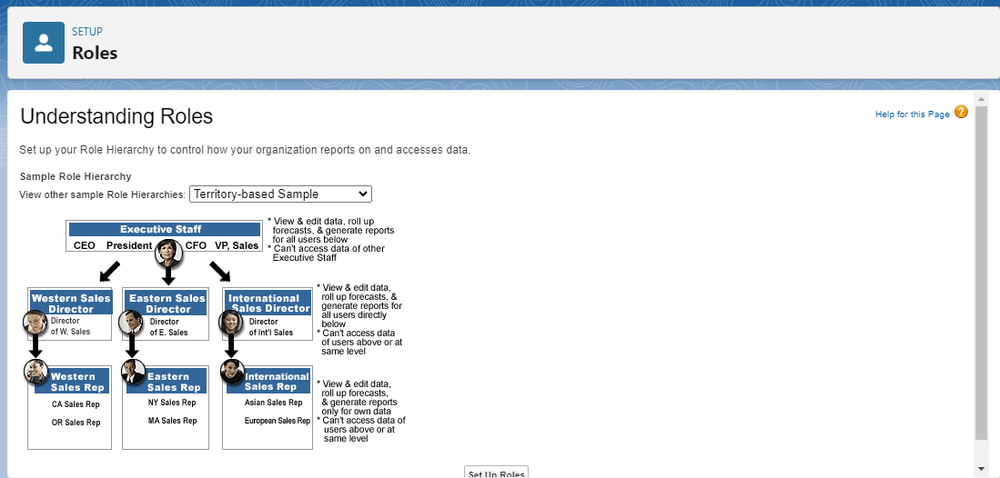 SETUP
Roles
Understanding Roles
Help for this Page
?
Set up your Role Hierarchy to control how your organization reports on and accesses data.
Sample Role Hierarchy
View other sample Role Hierarchies: Territory-based Sample
Executive Staff
CEO President CFO VP, Sales
* View & edit data, roll up
forecasts, & generate reports
for all users below
* Can't access data of other
Executive Staff
Western Sales
Director
Director
of W. Sales
Eastern Sales
Director
Director
of E. Sales
International
Sales Director
Director
of Int'l Sales
* View & edit data,
roll up forecasts, &
generate reports for
all users directly
below
* Can't access data
of users above or at
same level
Western
Sales Rep
CA Sales Rep
OR Sales Rep
Eastern
Sales Rep
NY Sales Rep
MA Sales Rep
International
Sales Rep
Asian Sales Rep
European Sales Rep
* View & edit data,
roll up forecasts,
& generate reports
only for own data
* Can't access data of
users above or at
same level
Set Up Roles